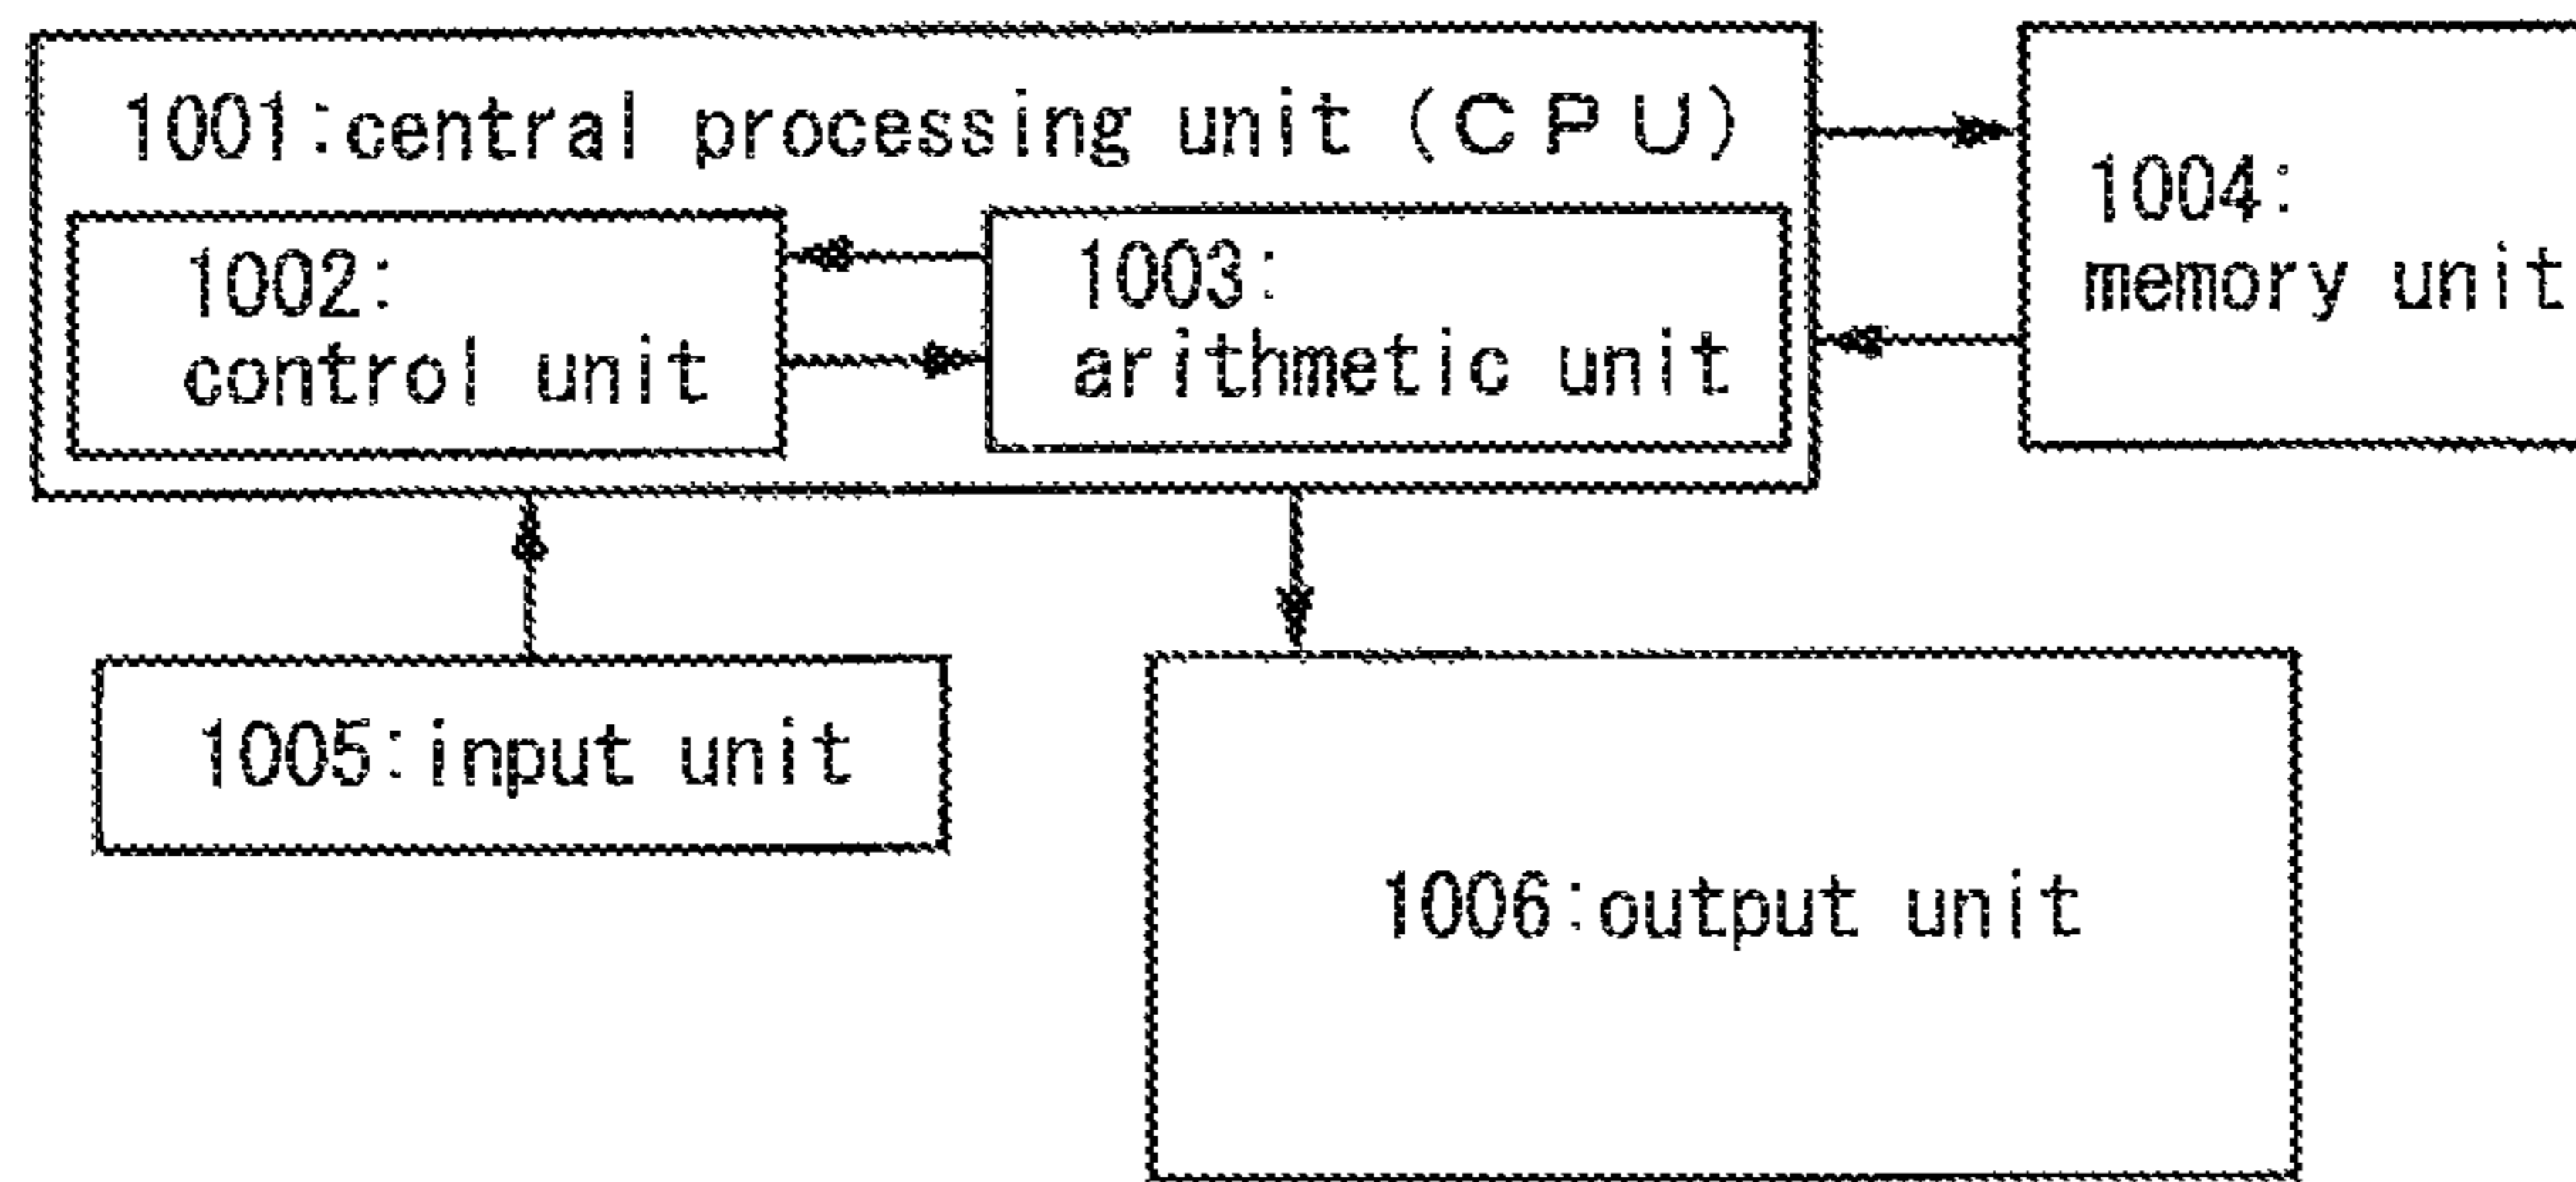 1001:central processing unit (ＣＰＵ)
1002:
control unit
1003:
arithmetic unit
1004:
memory unit
1005:input unit
1006:output unit